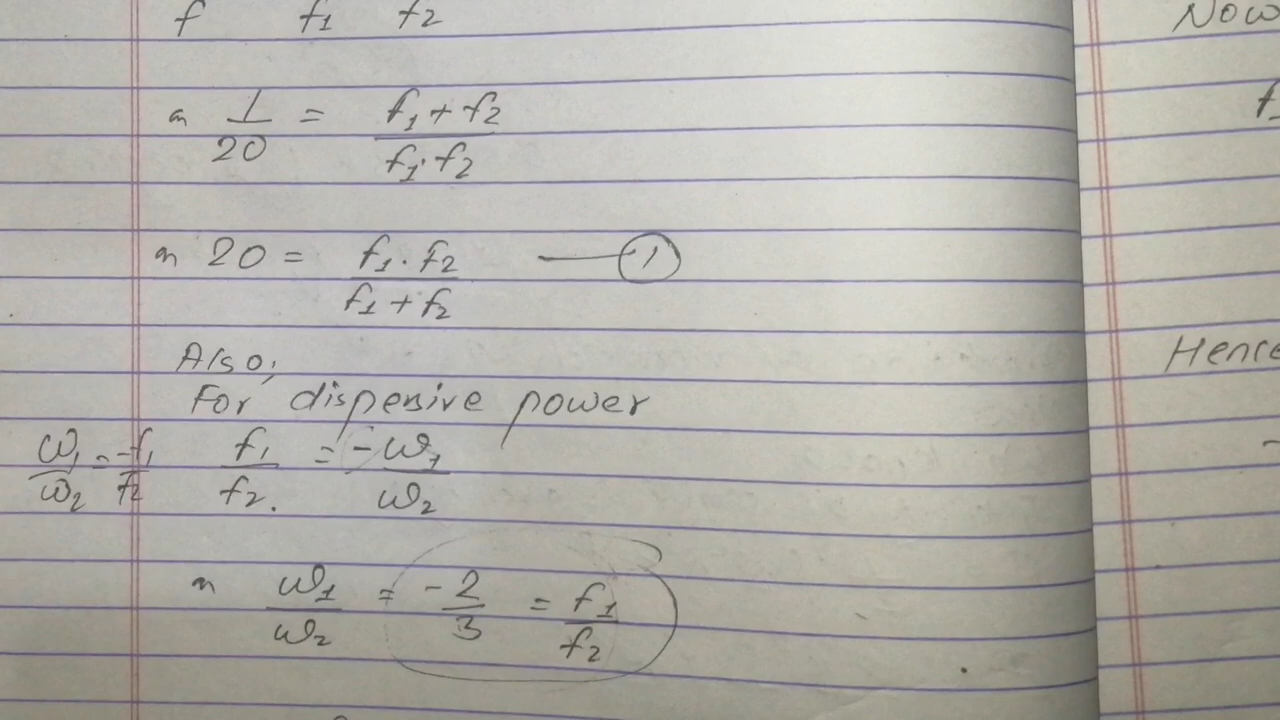 f f1 f2
1/20 = (f1 + f2)/(f1 · f2)
20 = (f1 · f2)/(f1 + f2) — (1)
Also,
For dispersive power
ω1/ω2 = -f1/f2 f1/f2. = -ω1/ω2
ω1/ω2 = -2/3 = f1/f2
Now
f1
Hence